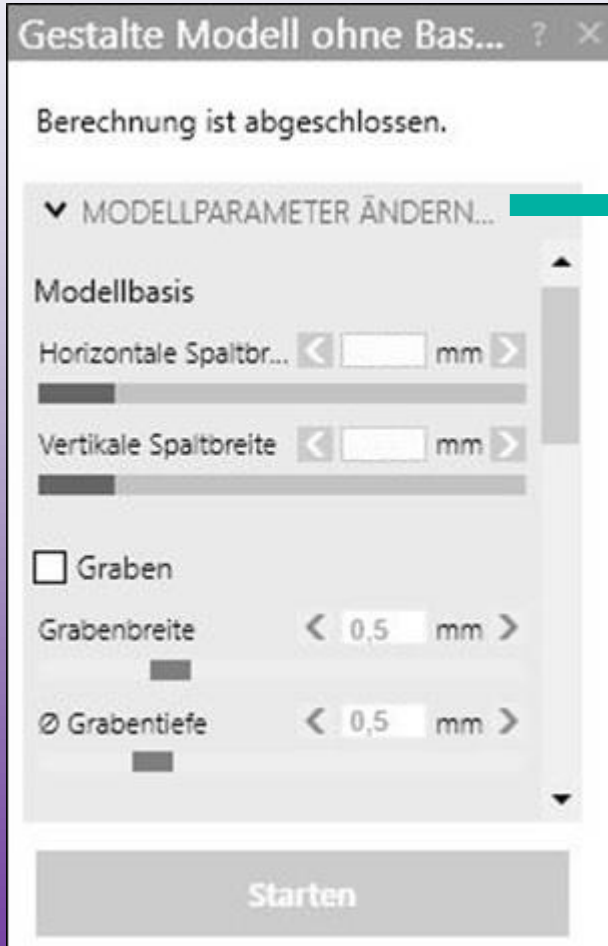 Gestalte Modell ohne Bas... ? ×
Berechnung ist abgeschlossen.
MODELLPARAMETER ÄNDERN...
Modellbasis
Horizontale Spaltbr... mm
Vertikale Spaltbreite mm
Graben
Grabenbreite 0,5 mm
Ø Grabentiefe 0,5 mm
Starten